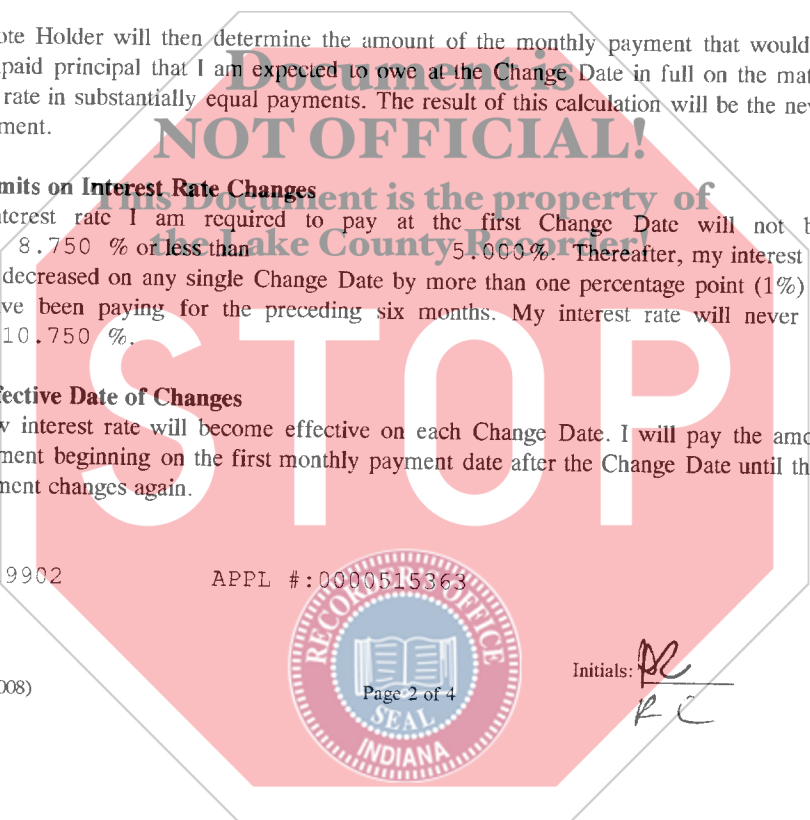 ote Holder will then determine the amount of the monthly payment that would
paid principal that I am expected to owe at the Change Date in full on the mat
rate in substantially equal payments. The result of this calculation will be the ne
ment.
Document is
NOT OFFICIAL!
This Document is the property of
the Lake County Recorder!
mits on Interest Rate Changes
nterest rate I am required to pay at the first Change Date will not b
8.750 % or less than 5.000%. Thereafter, my interest
decreased on any single Change Date by more than one percentage point (1%)
ve been paying for the preceding six months. My interest rate will never
10.750 %.
fective Date of Changes
w interest rate will become effective on each Change Date. I will pay the amo
ment beginning on the first monthly payment date after the Change Date until th
ment changes again.
STOP
9902 APPL #:0000515363
RECORDER OFFICE
SEAL
INDIANA
008)
Page 2 of 4
Initials:
R C